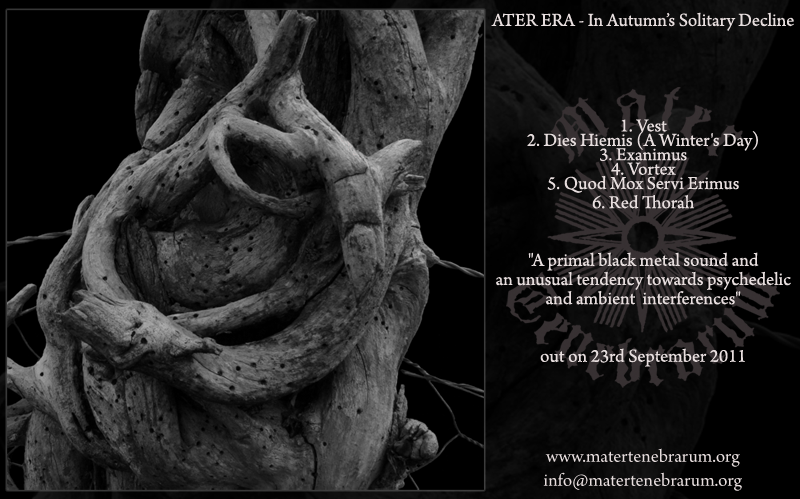 ATER ERA - In Autumn's Solitary Decline
Mater
1. Vest
2. Dies Hiemis (A Winter's Day)
3. Exanimus
4. Vortex
5. Quod Mox Servi Erimus
6. Red Thorah
"A primal black metal sound and
an unusual tendency towards psychedelic
and ambient interferences"
Tenebrarum
out on 23rd September 2011
www.matertenebrarum.org
info@matertenebrarum.org